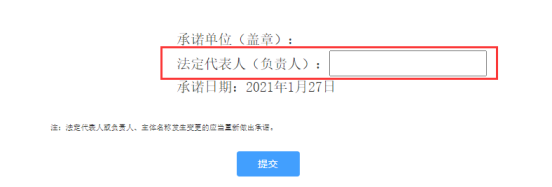 承诺单位（盖章）：
法定代表人（负责人）：
承诺日期：2021年1月27日
注：法定代表人或负责人、主体名称发生变更的应当重新做出承诺。
提交